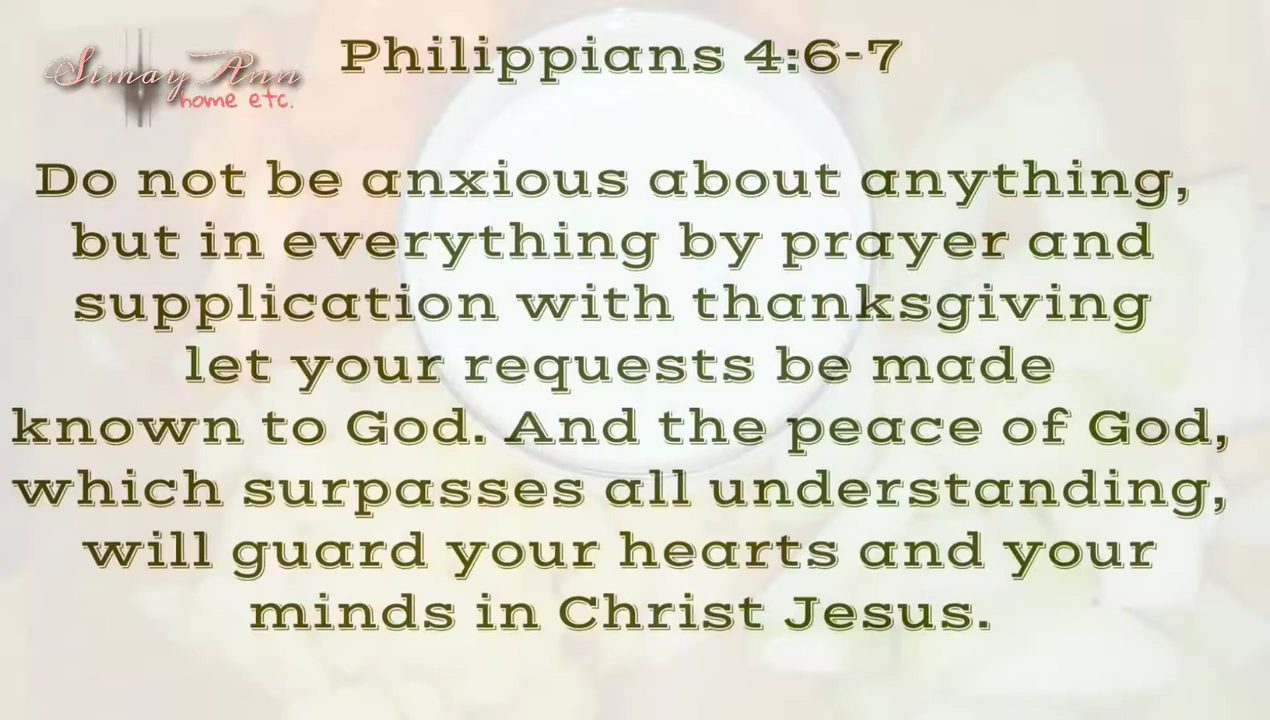 Simay Ann
home etc.
Philippians 4:6-7
Do not be anxious about anything,
but in everything by prayer and
supplication with thanksgiving
let your requests be made
known to God. And the peace of God,
which surpasses all understanding,
will guard your hearts and your
minds in Christ Jesus.